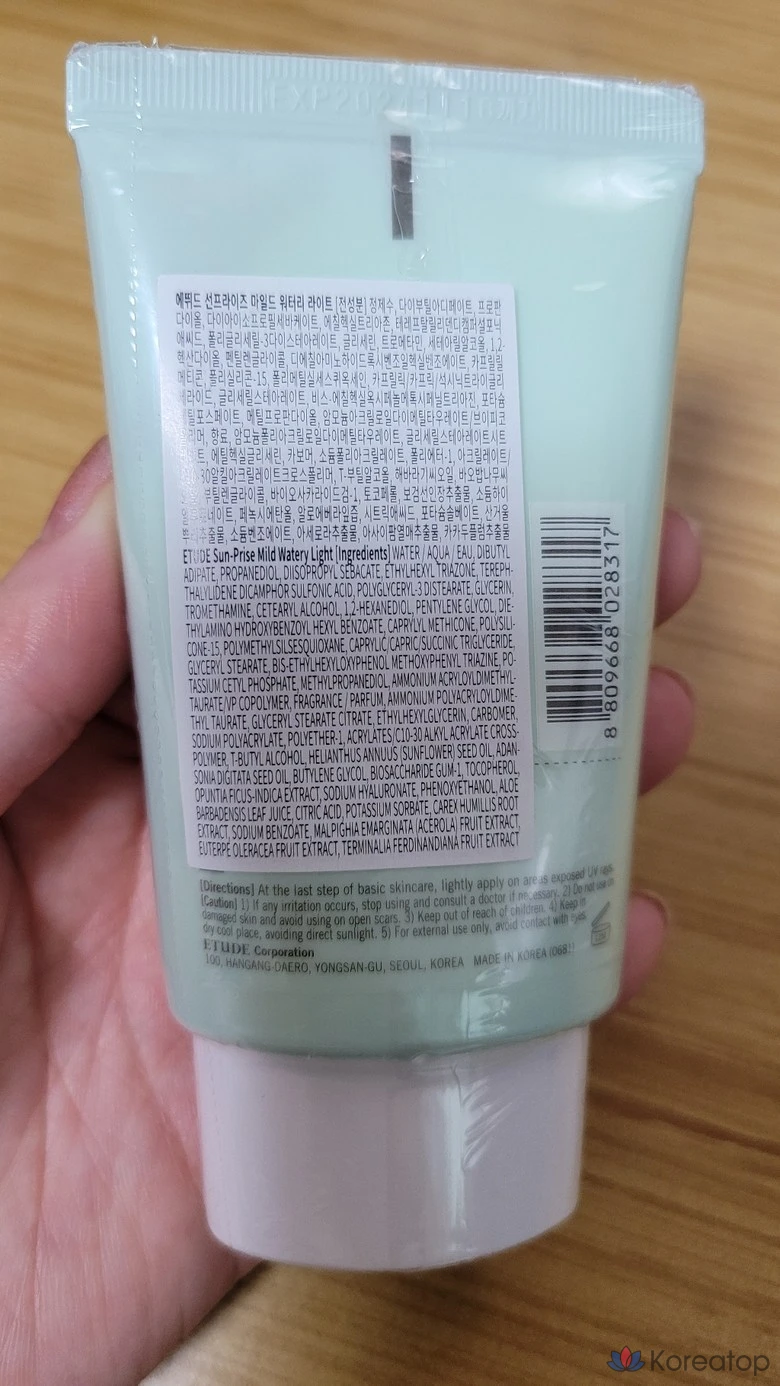 에뛰드 선프라이즈 마일드 워터리 라이트 [전성분] 정제수, 다이부틸아디페이트, 프로판
다이올, 다이아이소프로필세바케이트, 에칠헥실트리아존, 테레프탈릴리덴디캠퍼설포닉
애씨드, 폴리글리세릴-3다이스테아레이트, 글리세린, 트로메타민, 세테아릴알코올, 1,2-
헥산다이올, 펜틸렌글라이콜, 디에칠아미노하이드록시벤조일헥실벤조에이트, 카프릴릴
메티콘, 폴리실리콘-15, 폴리메틸실세스퀴옥세인, 카프릴릭/카프릭/석시닉트라이글리
세라이드, 글리세릴스테아레이트, 비스-에칠헥실옥시페놀메톡시페닐트리아진, 포타슘
세틸포스페이트, 메틸프로판다이올, 암모늄아크릴로일다이메틸타우레이트/브이피코
폴리머, 향료, 암모늄폴리아크릴로일다이메틸타우레이트, 글리세릴스테아레이트시트
레이트, 에틸헥실글리세린, 카보머, 소듐폴리아크릴레이트, 폴리에터-1, 아크릴레이트/
30알킬아크릴레이트크로스폴리머, T-부틸알코올, 해바라기씨오일, 바오밥나무씨
부틸렌글라이콜, 바이오사카라이드검-1, 토코페롤, 보검선인장추출물, 소듐하이
알루로네이트, 페녹시에탄올, 알로에베라잎즙, 시트릭애씨드, 포타슘솔베이트, 산거울
추출물, 소듐벤조에이트, 아세로라추출물, 아사이팜열매추출물, 카카두플럼추출물
ETUDE Sun-Prise Mild Watery Light [Ingredients] WATER / AQUA / EAU, DIBUTYL
ADIPATE, PROPANEDIOL, DIISOPROPYL SEBACATE, ETHYLHEXYL TRIAZONE, TEREPH-
THALYLIDENE DICAMPHOR SULFONIC ACID, POLYGLYCERYL-3 DISTEARATE, GLYCERIN,
TROMETHAMINE, CETEARYL ALCOHOL, 1,2-HEXANEDIOL, PENTYLENE GLYCOL, DIE-
THYLAMINO HYDROXYBENZOYL HEXYL BENZOATE, CAPRYLYL METHICONE, POLYSILI-
CONE-15, POLYMETHYLSILSESQUIOXANE, CAPRYLIC/CAPRIC/SUCCINIC TRIGLYCERIDE,
GLYCERYL STEARATE, BIS-ETHYLHEXYLOXYPHENOL METHOXYPHENYL TRIAZINE, PO-
TASSIUM CETYL PHOSPHATE, METHYLPROPANEDIOL, AMMONIUM ACRYLOYLDIMETHYL-
TAURATE/VP COPOLYMER, FRAGRANCE / PARFUM, AMMONIUM POLYACRYLOYLDIME-
THYL TAURATE, GLYCERYL STEARATE CITRATE, ETHYLHEXYLGLYCERIN, CARBOMER,
SODIUM POLYACRYLATE, POLYETHER-1, ACRYLATES/C10-30 ALKYL ACRYLATE CROSS-
POLYMER, T-BUTYL ALCOHOL, HELIANTHUS ANNUUS (SUNFLOWER) SEED OIL, ADAN-
SONIA DIGITATA SEED OIL, BUTYLENE GLYCOL, BIOSACCHARIDE GUM-1, TOCOPHEROL,
OPUNTIA FICUS-INDICA EXTRACT, SODIUM HYALURONATE, PHENOXYETHANOL, ALOE
BARBADENSIS LEAF JUICE, CITRIC ACID, POTASSIUM SORBATE, CAREX HUMILLIS ROOT
EXTRACT, SODIUM BENZOATE, MALPIGHIA EMARGINATA (ACEROLA) FRUIT EXTRACT,
EUTERPE OLERACEA FRUIT EXTRACT, TERMINALIA FERDINANDIANA FRUIT EXTRACT
8 809668 028317
[Directions] At the last step of basic skincare, lightly apply on areas exposed UV rays.
[Caution] 1) If any irritation occurs, stop using and consult a doctor if necessary. 2) Do not use on
damaged skin and avoid using on open scars. 3) Keep out of reach of children. 4) Keep in
dry cool place, avoiding direct sunlight. 5) For external use only, avoid contact with eyes.
ETUDE Corporation
100, HANGANG-DAERO, YONGSAN-GU, SEOUL, KOREA MADE IN KOREA
Koreatop